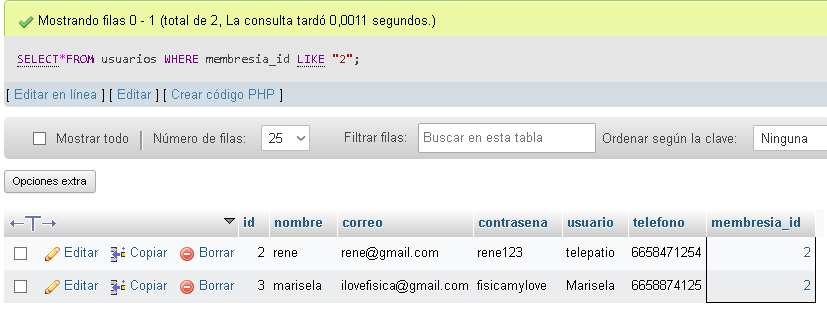 Mostrando filas 0 - 1 (total de 2, La consulta tardó 0,0011 segundos.)
SELECT*FROM usuarios WHERE membresia_id LIKE "2";
[ Editar en línea ] [ Editar ] [ Crear código PHP ]
Mostrar todo Número de filas: 25 Filtrar filas: Buscar en esta tabla Ordenar según la clave: Ninguna
Opciones extra
←T→ id nombre correo contrasena usuario telefono membresia_id
Editar Copiar Borrar 2 rene rene@gmail.com rene123 telepatio 6658471254 2
Editar Copiar Borrar 3 marisela ilovefisica@gmail.com fisicamylove Marisela 6658874125 2